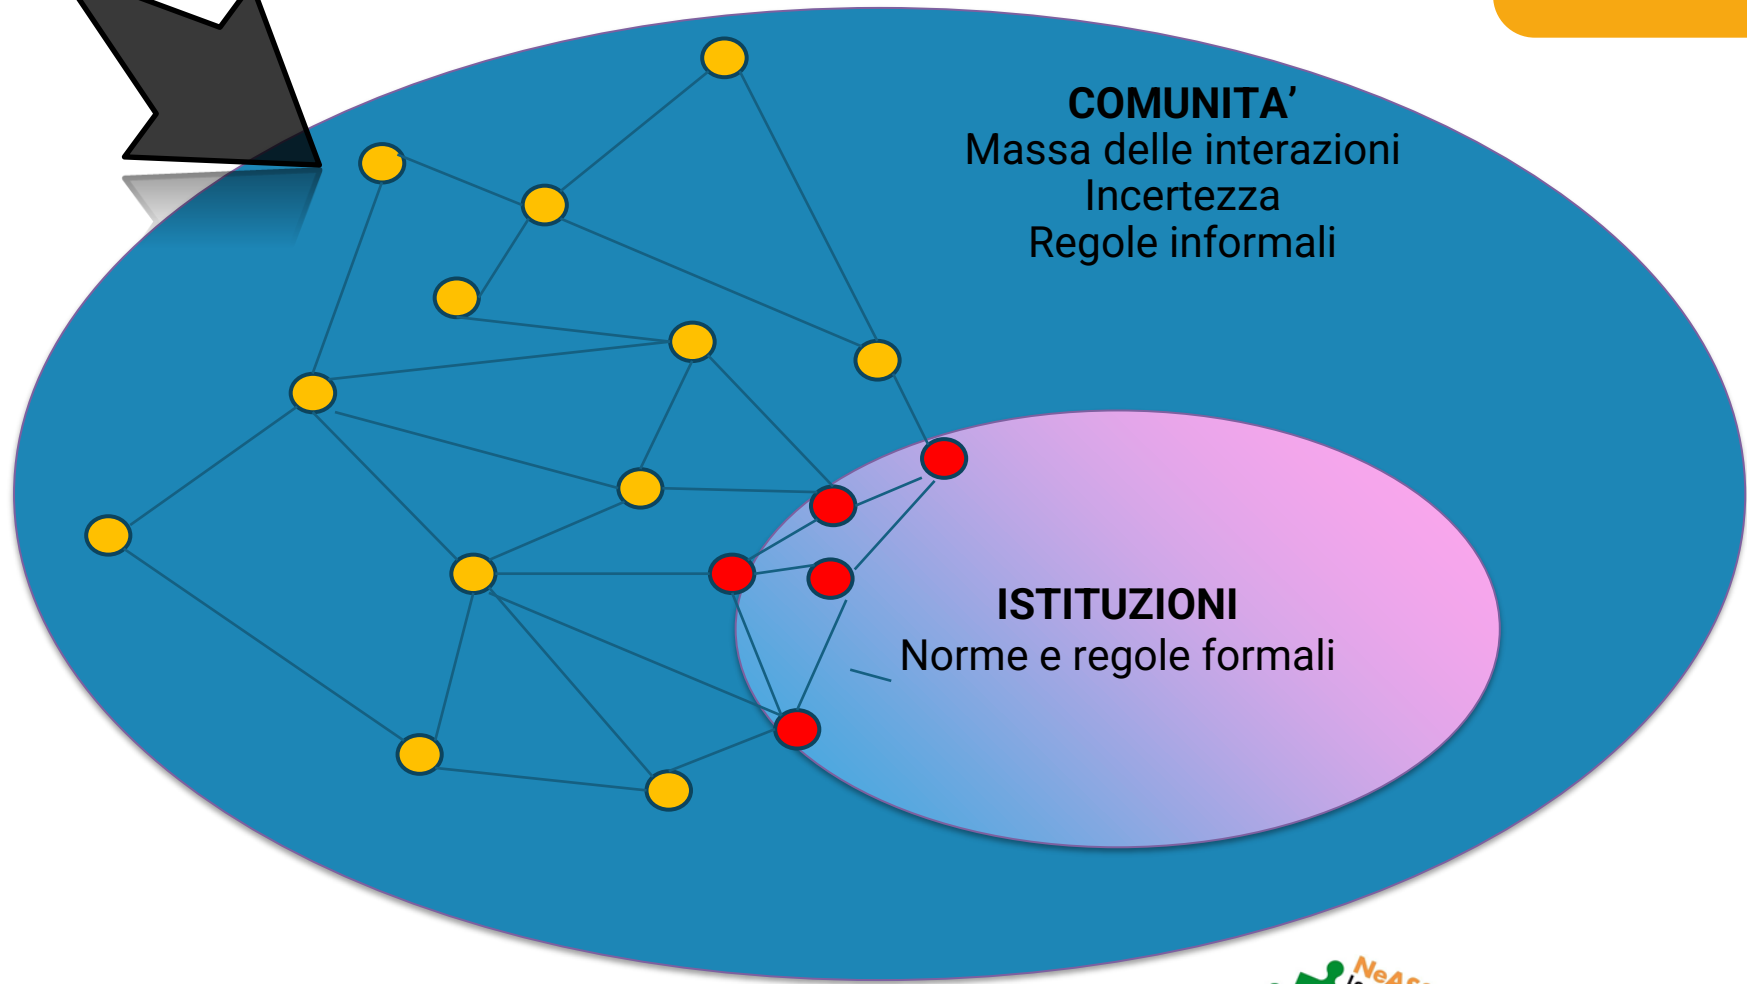 COMUNITA’
Massa delle interazioni
Incertezza
Regole informali
ISTITUZIONI
Norme e regole formali